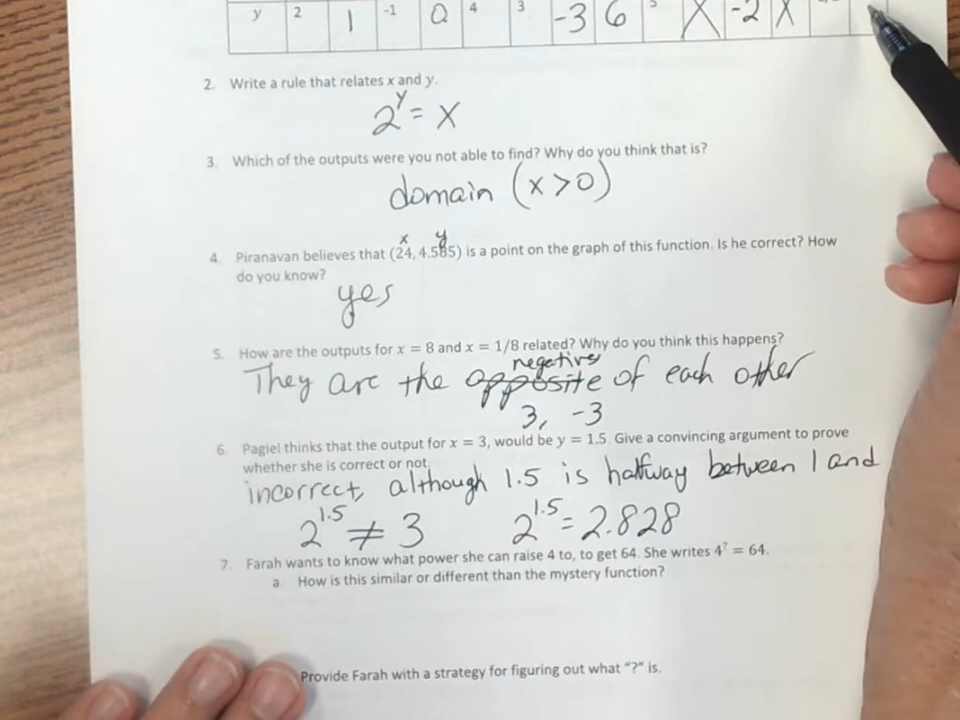 y 2 1 -1 0 4 3 -3 6 5 X -2 X
2. Write a rule that relates x and y.
2^y = x
3. Which of the outputs were you not able to find? Why do you think that is?
domain (x > 0)
x y
4. Piranavan believes that (24, 4.585) is a point on the graph of this function. Is he correct? How
do you know?
yes
5. How are the outputs for x = 8 and x = 1/8 related? Why do you think this happens?
negative
They are the opposite of each other
3, -3
6. Pagiel thinks that the output for x = 3, would be y = 1.5. Give a convincing argument to prove
whether she is correct or not.
incorrect, although 1.5 is halfway between 1 and
2^1.5 ≠ 3 2^1.5 = 2.828
7. Farah wants to know what power she can raise 4 to, to get 64. She writes 4^? = 64.
a. How is this similar or different than the mystery function?
Provide Farah with a strategy for figuring out what "?" is.